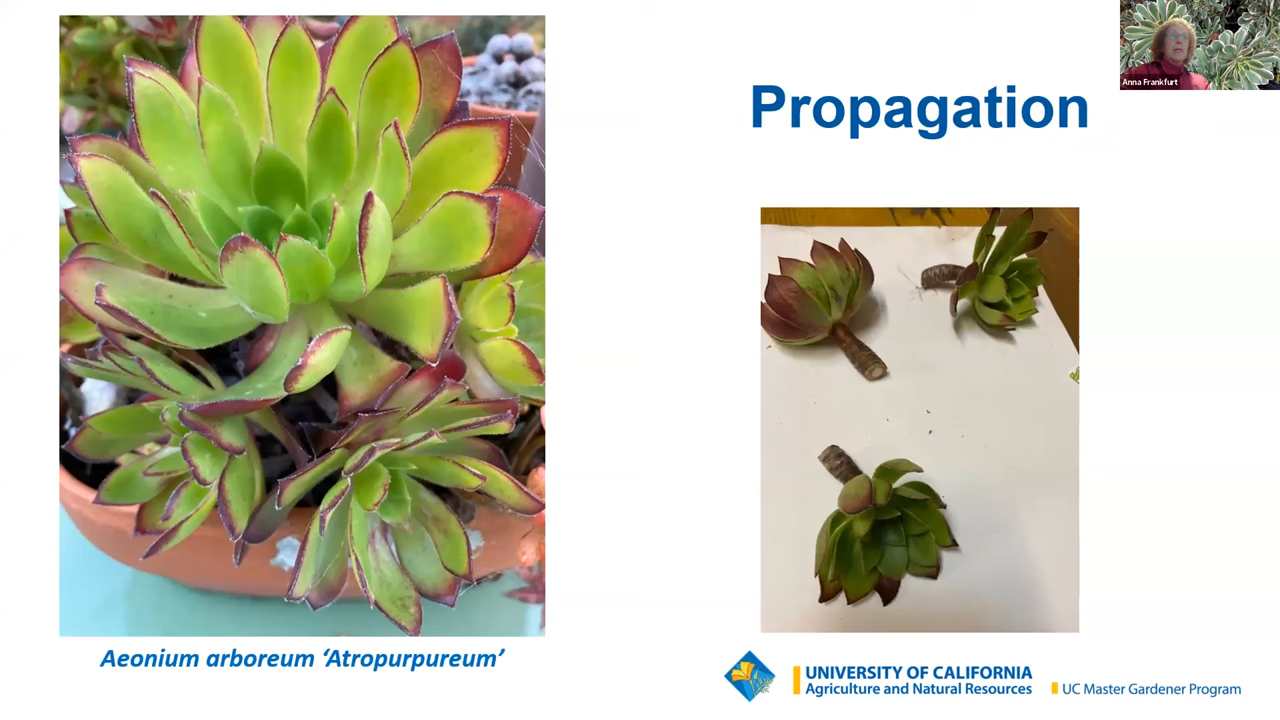 Anna Frankfurt
Propagation
Aeonium arboreum ‘Atropurpureum’
UNIVERSITY OF CALIFORNIA
Agriculture and Natural Resources
UC Master Gardener Program